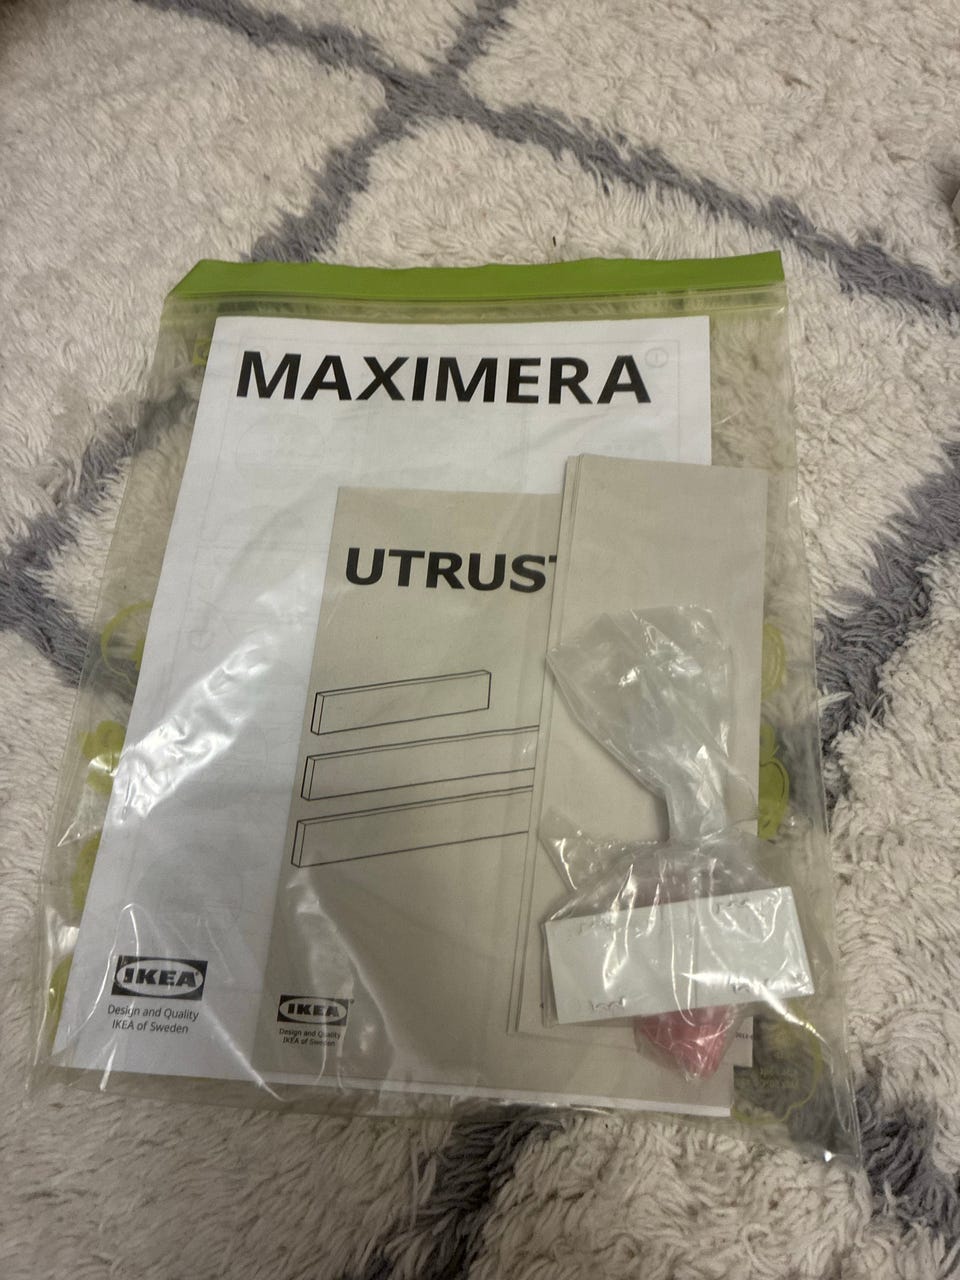 MAXIMERA
UTRUST
IKEA
Design and Quality
IKEA of Sweden
IKEA
Design and Quality
IKEA of Sweden